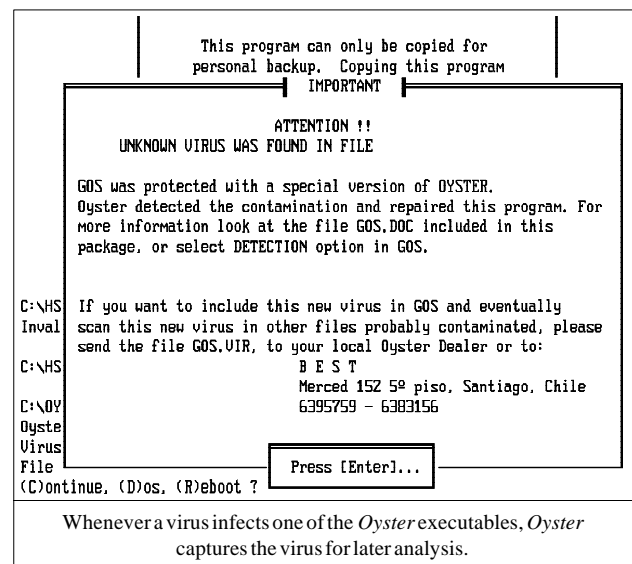 This program can only be copied for
personal backup. Copying this program
IMPORTANT
ATTENTION !!
UNKNOWN VIRUS WAS FOUND IN FILE
GOS was protected with a special version of OYSTER.
Oyster detected the contamination and repaired this program. For
more information look at the file GOS.DOC included in this
package, or select DETECTION option in GOS.
C:\HS If you want to include this new virus in GOS and eventually
Inval scan this new virus in other files probably contaminated, please
send the file GOS.VIR, to your local Oyster Dealer or to:
C:\HS B E S T
Merced 152 5º piso, Santiago, Chile
C:\OY 6395759 - 6383156
Oyste
Virus
File Press [Enter]...
(C)ontinue, (D)os, (R)eboot ?
Whenever a virus infects one of the Oyster executables, Oyster
captures the virus for later analysis.